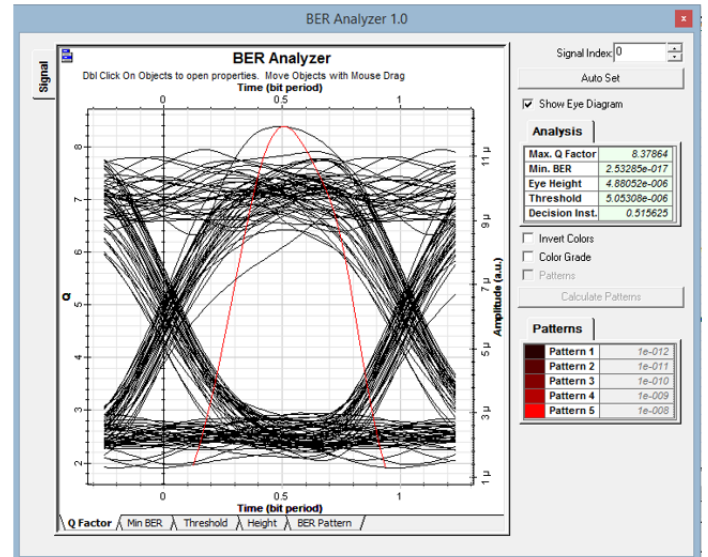 BER Analyzer 1.0
x
Signal
BER Analyzer
Dbl Click On Objects to open properties. Move Objects with Mouse Drag
Time (bit period)
0 0.5 1
8
7
6
5
4
3
2
Q
11 µ
9 µ
7 µ
5 µ
3 µ
1 µ
Amplitude (a.u.)
0 0.5 1
Time (bit period)
Q Factor Min BER Threshold Height BER Pattern
Signal Index: 0
Auto Set
Show Eye Diagram
Analysis
Max. Q Factor 8.37864
Min. BER 2.53285e-017
Eye Height 4.88052e-006
Threshold 5.05308e-006
Decision Inst. 0.515625
Invert Colors
Color Grade
Patterns
Calculate Patterns
Patterns
Pattern 1 1e-012
Pattern 2 1e-011
Pattern 3 1e-010
Pattern 4 1e-009
Pattern 5 1e-008